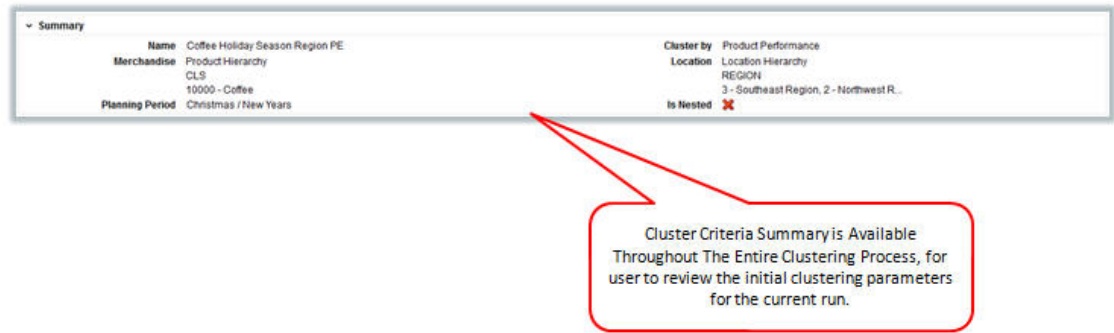 Summary
Name Coffee Holiday Season Region PE
Merchandise Product Hierarchy
CLS
10000 - Coffee
Planning Period Christmas / New Years
Cluster by Product Performance
Location Location Hierarchy
REGION
3 - Southeast Region, 2 - Northwest R...
Is Nested
Cluster Criteria Summary is Available
Throughout The Entire Clustering Process, for
user to review the initial clustering parameters
for the current run.